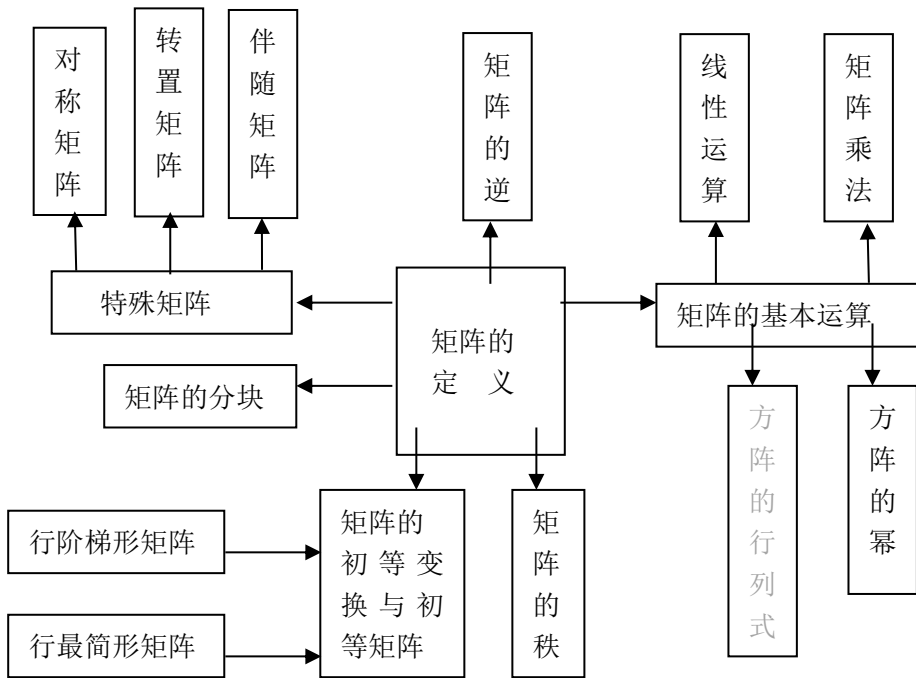 对称矩阵
转置矩阵
伴随矩阵
矩阵的逆
线性运算
矩阵乘法
特殊矩阵
矩阵的基本运算
矩阵的
定 义
矩阵的分块
方阵的行列式
方阵的幂
行阶梯形矩阵
行最简形矩阵
矩阵的
初等变
换与初
等矩阵
矩阵的秩